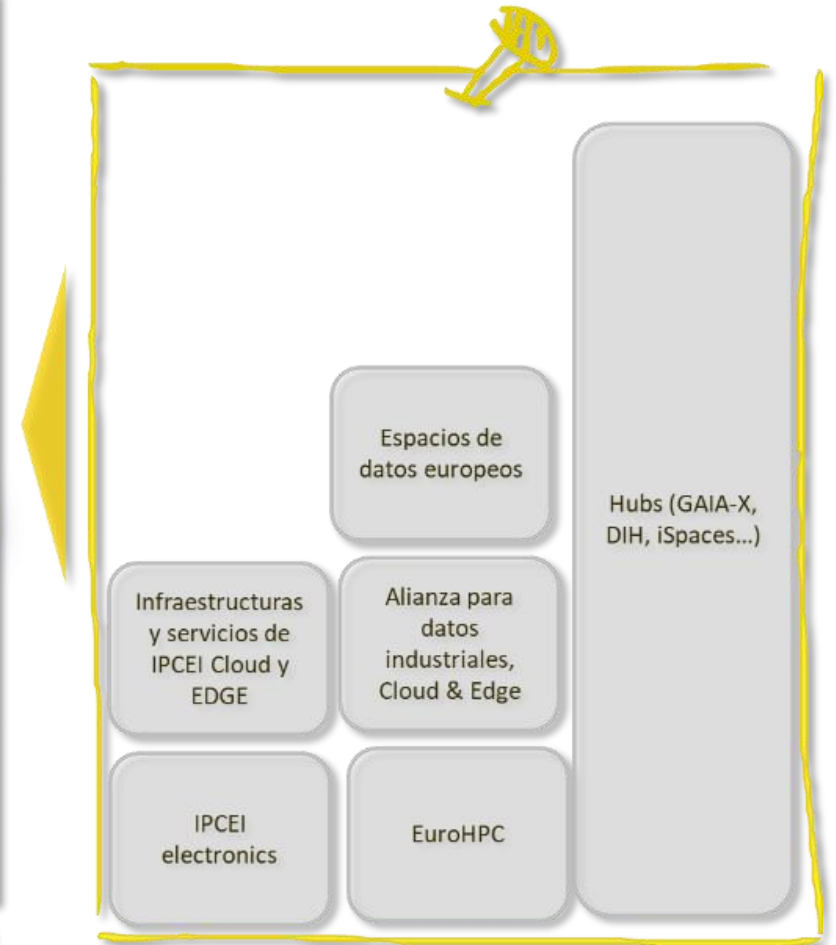 Espacios de
datos europeos
Hubs (GAIA-X,
DIH, iSpaces...)
Infraestructuras
y servicios de
IPCEI Cloud y
EDGE
Alianza para
datos
industriales,
Cloud & Edge
IPCEI
electronics
EuroHPC